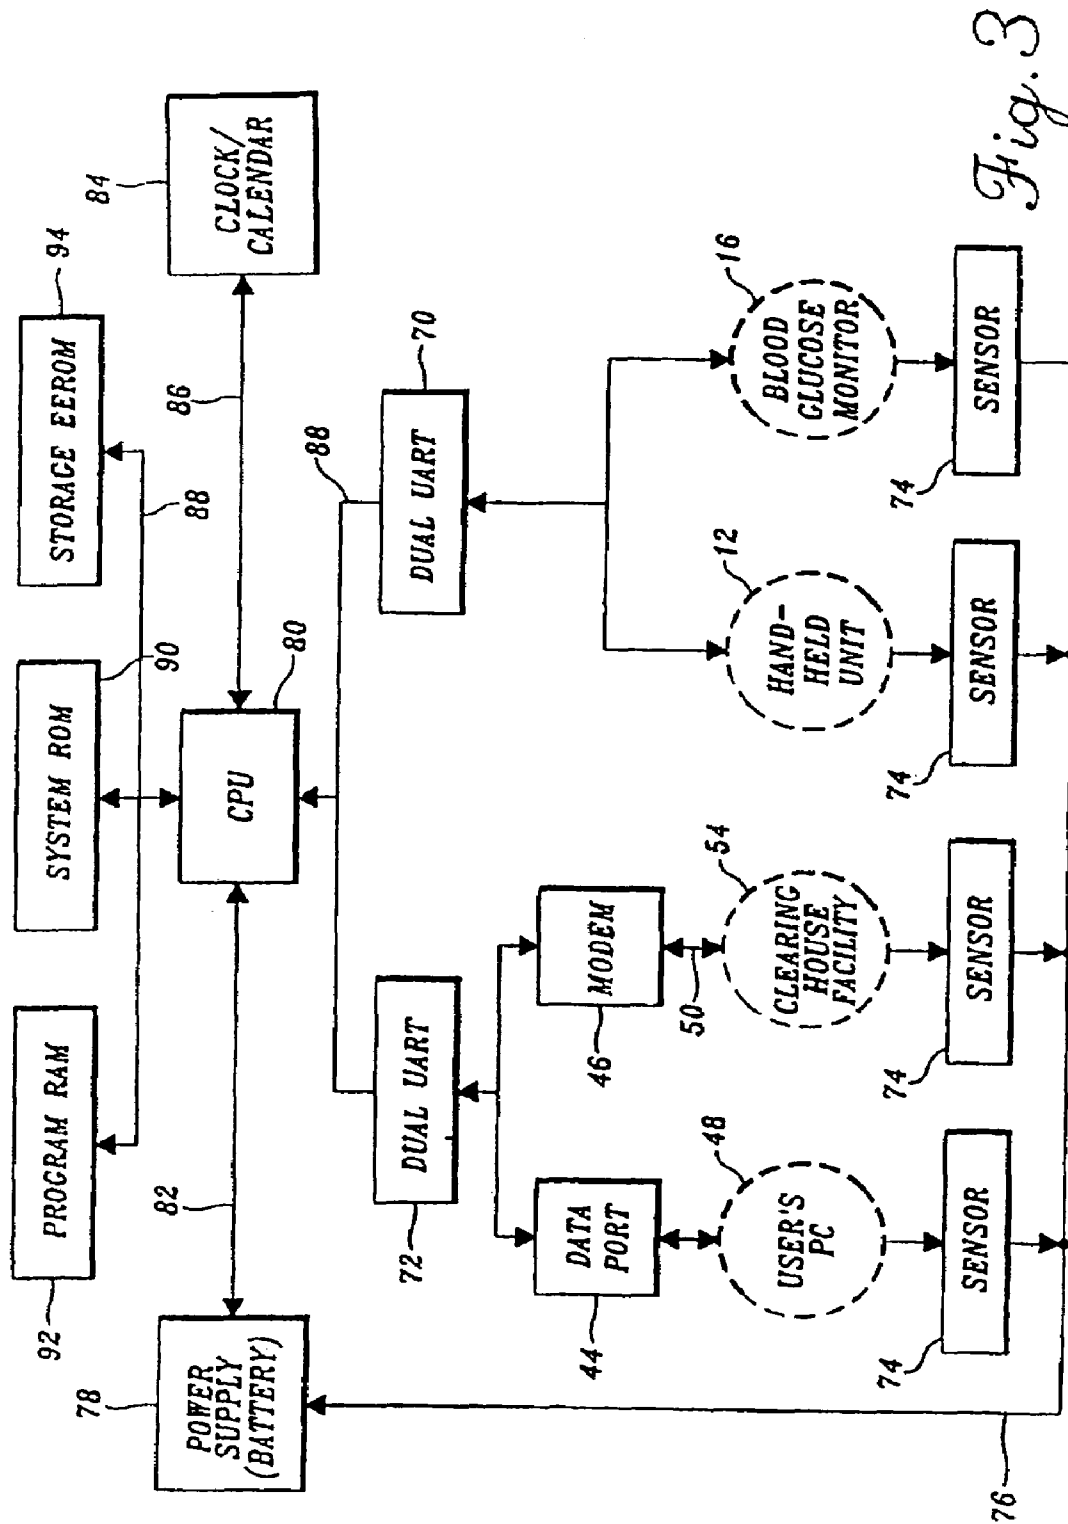 92
PROGRAM RAM
90
SYSTEM ROM
94
STORAGE EEROM
88
78
POWER
SUPPLY
(BATTERY)
82
CPU
80
86
84
CLOCK/
CALENDAR
88
72
DUAL UART
70
DUAL UART
44
DATA
PORT
46
MODEM
50
48
USER'S
PC
54
CLEARING
HOUSE
FACILITY
12
HAND-
HELD
UNIT
16
BLOOD
GLUCOSE
MONITOR
74
SENSOR
74
SENSOR
74
SENSOR
74
SENSOR
76
Fig. 3